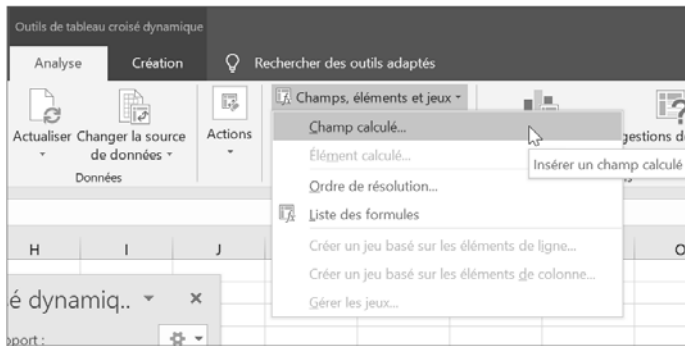 Outils de tableau croisé dynamique
Analyse Création Rechercher des outils adaptés
Champs, éléments et jeux
Actualiser Changer la source de données Actions
Données
Champ calculé...
Élément calculé...
Insérer un champ calculé
Ordre de résolution...
Liste des formules
Créer un jeu basé sur les éléments de ligne...
Créer un jeu basé sur les éléments de colonne...
Gérer les jeux...
H I J O
é dynamiq.. ×